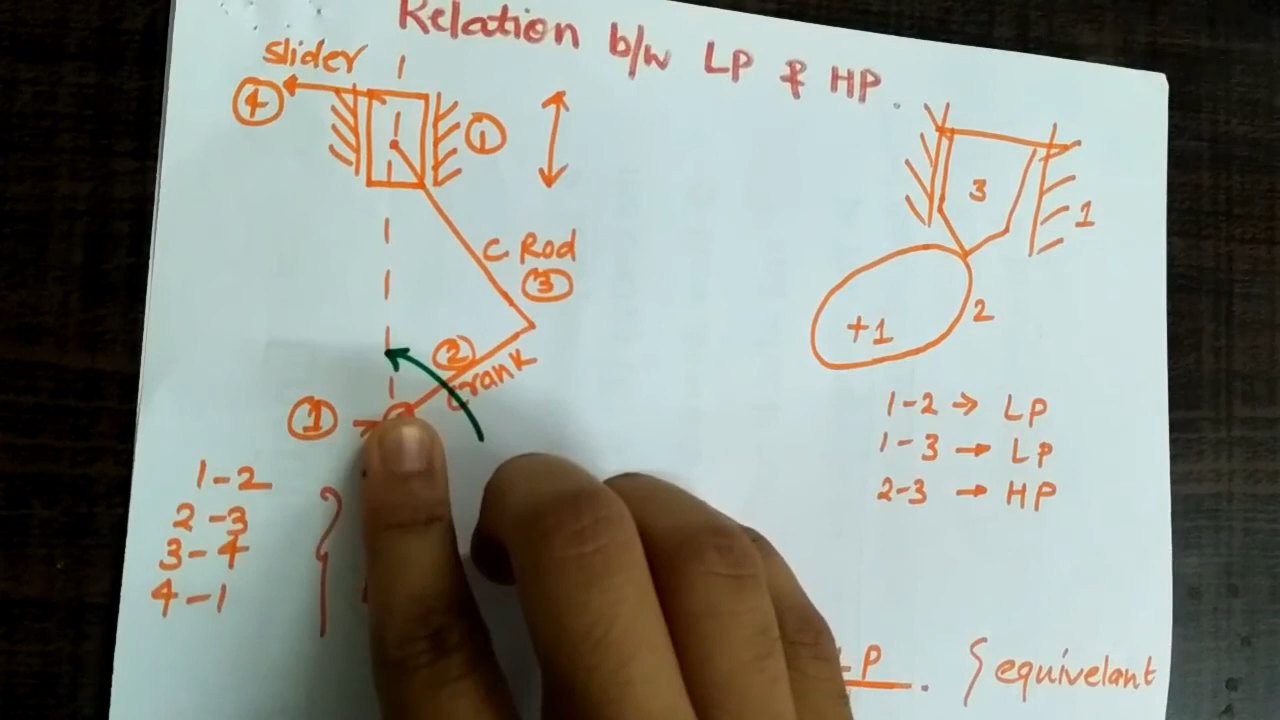 Relation b/w LP & HP.
slider
4
1
C Rod
3
2
crank
1
1-2
2-3
3-4
4-1
3
1
2
+1
1-2 → LP
1-3 → LP
2-3 → HP
LP. { equivelant